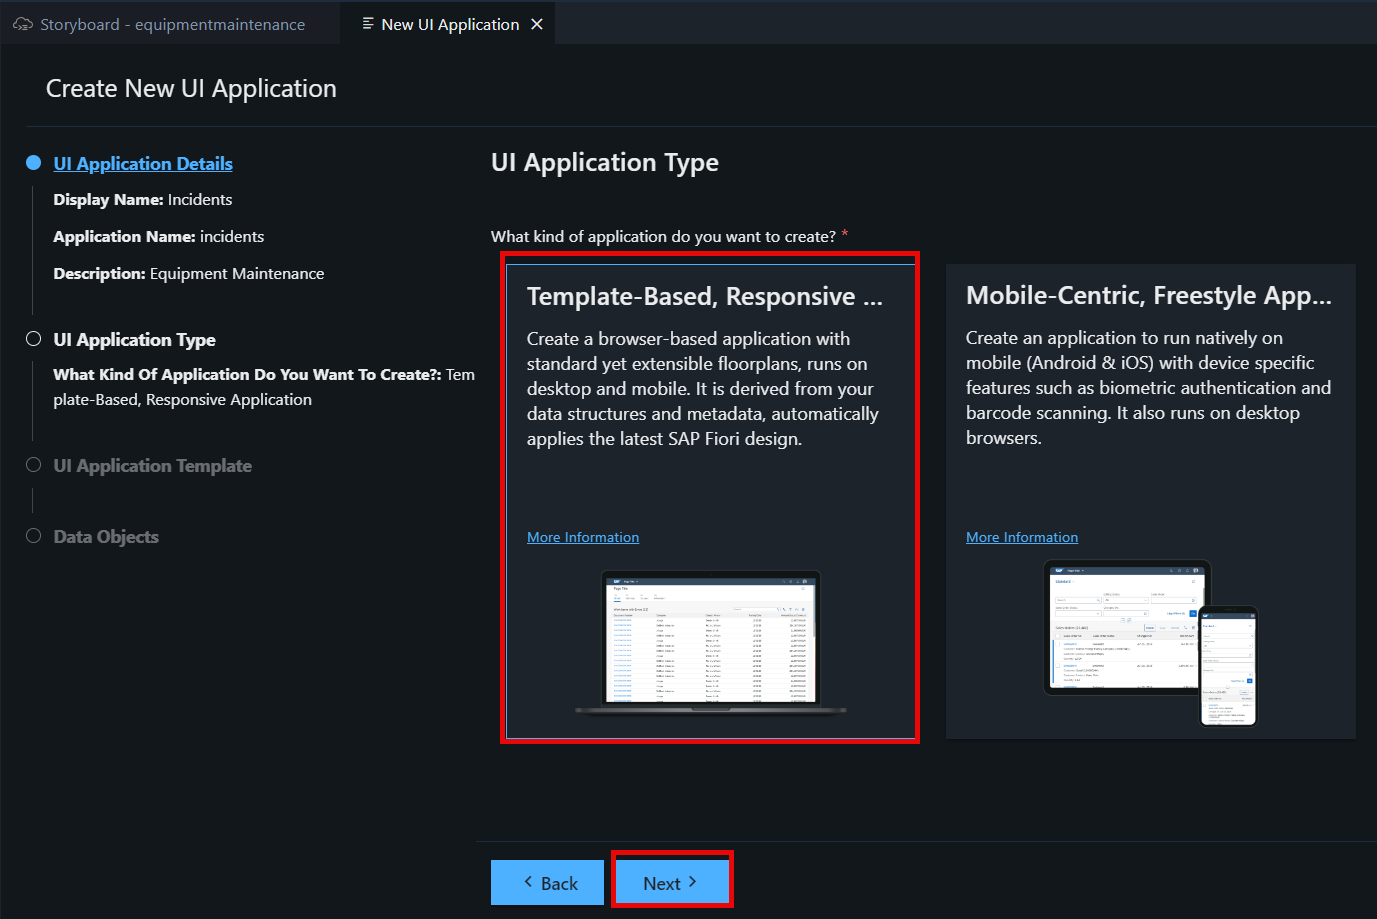 Storyboard - equipmentmaintenance
New UI Application
Create New UI Application
UI Application Details
Display Name: Incidents
Application Name: incidents
Description: Equipment Maintenance
UI Application Type
What Kind Of Application Do You Want To Create?: Tem
plate-Based, Responsive Application
UI Application Template
Data Objects
UI Application Type
What kind of application do you want to create? *
Template-Based, Responsive ...
Create a browser-based application with
standard yet extensible floorplans, runs on
desktop and mobile. It is derived from your
data structures and metadata, automatically
applies the latest SAP Fiori design.
More Information
Mobile-Centric, Freestyle App...
Create an application to run natively on
mobile (Android & iOS) with device specific
features such as biometric authentication and
barcode scanning. It also runs on desktop
browsers.
More Information
Back
Next